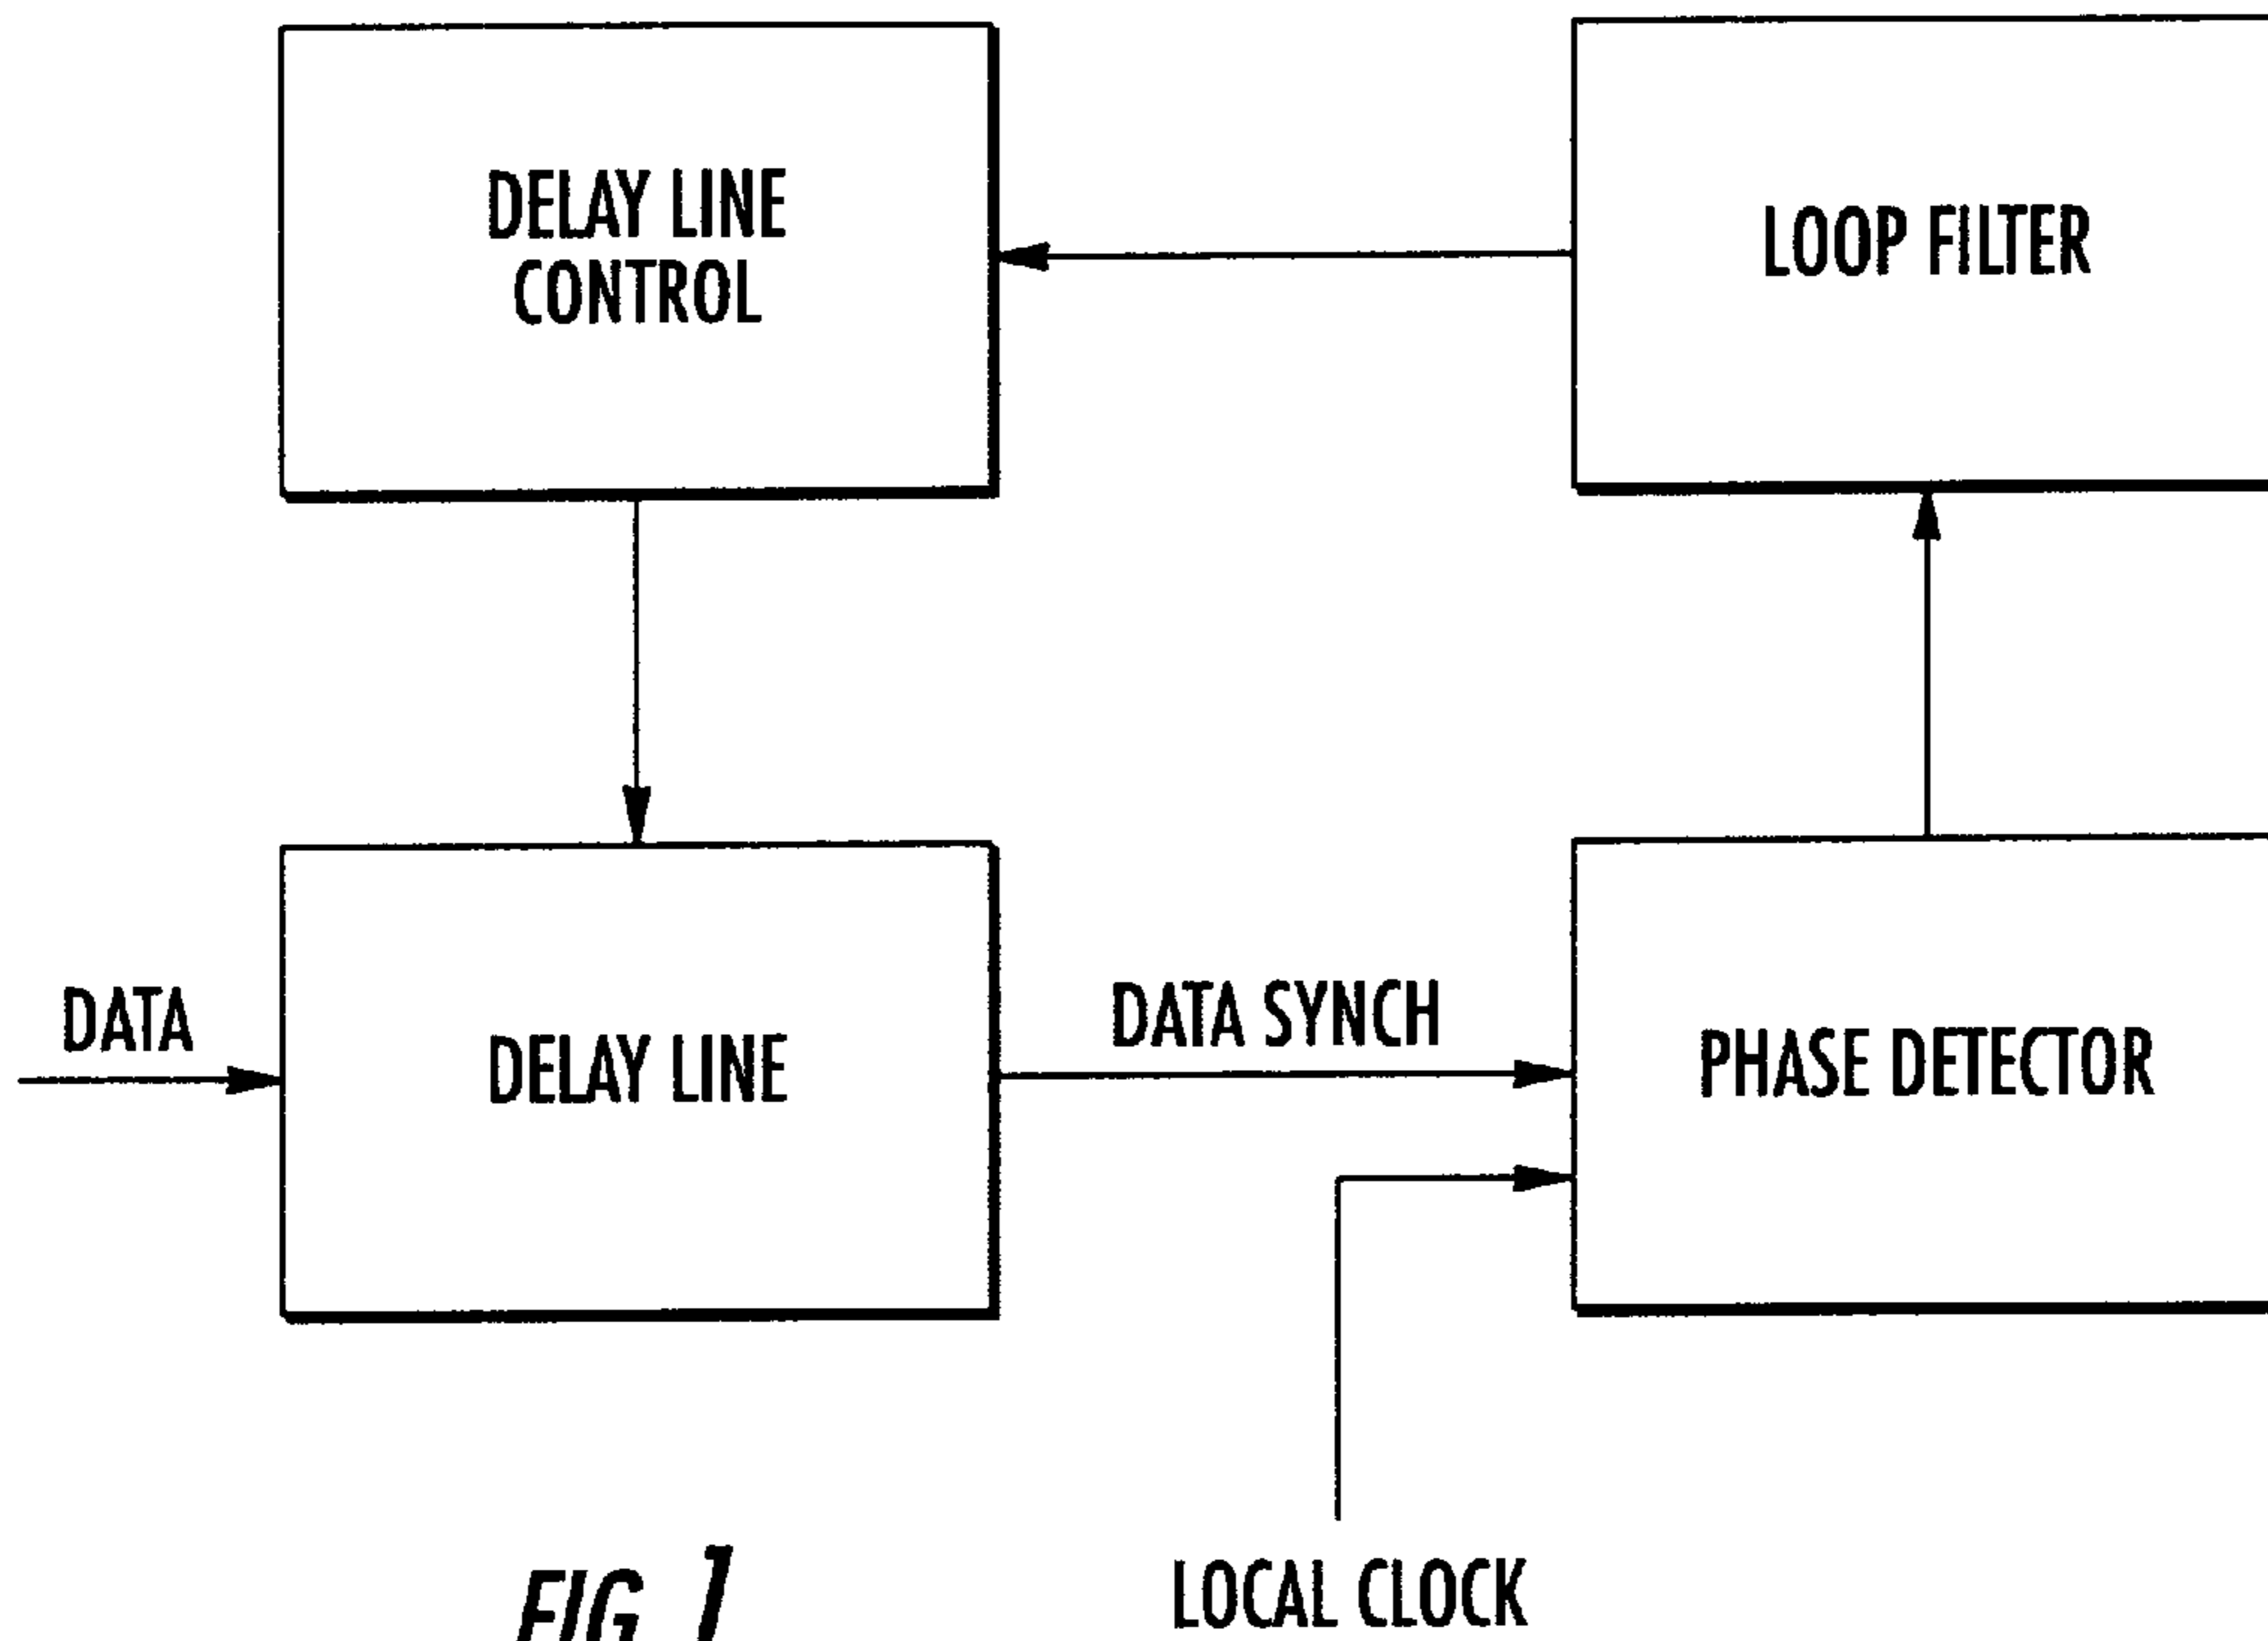 DELAY LINE
CONTROL
LOOP FILTER
DATA
DELAY LINE
DATA SYNCH
PHASE DETECTOR
LOCAL CLOCK
FIG. 1